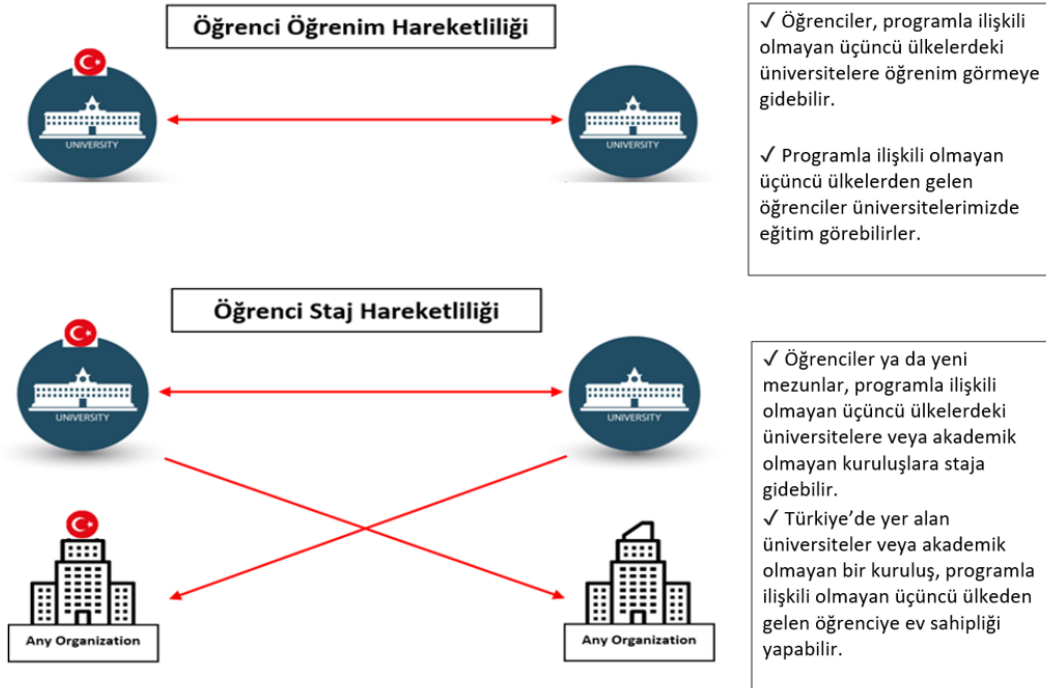 Öğrenci Öğrenim Hareketliliği
UNIVERSITY
UNIVERSITY
✓ Öğrenciler, programla ilişkili
olmayan üçüncü ülkelerdeki
üniversitelere öğrenim görmeye
gidebilir.
✓ Programla ilişkili olmayan
üçüncü ülkelerden gelen
öğrenciler üniversitelerimizde
eğitim görebilirler.
Öğrenci Staj Hareketliliği
UNIVERSITY
UNIVERSITY
Any Organization
Any Organization
✓ Öğrenciler ya da yeni
mezunlar, programla ilişkili
olmayan üçüncü ülkelerdeki
üniversitelere veya akademik
olmayan kuruluşlara staja
gidebilir.
✓ Türkiye’de yer alan
üniversiteler veya akademik
olmayan bir kuruluş, programla
ilişkili olmayan üçüncü ülkeden
gelen öğrenciye ev sahipliği
yapabilir.